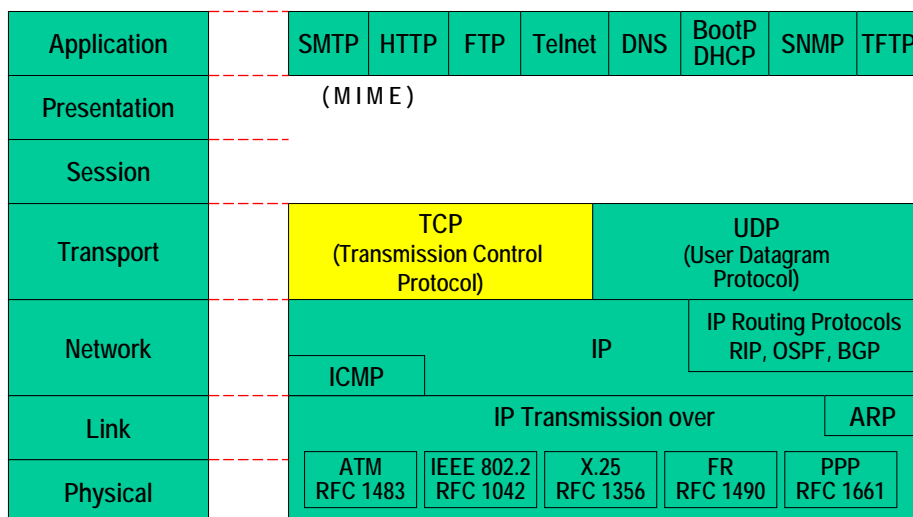 Application
SMTP HTTP FTP Telnet DNS BootP DHCP SNMP TFTP
Presentation
(MIME)
Session
Transport
TCP
(Transmission Control
Protocol)
UDP
(User Datagram
Protocol)
Network
IP
IP Routing Protocols
RIP, OSPF, BGP
ICMP
Link
IP Transmission over
ARP
Physical
ATM
RFC 1483
IEEE 802.2
RFC 1042
X.25
RFC 1356
FR
RFC 1490
PPP
RFC 1661